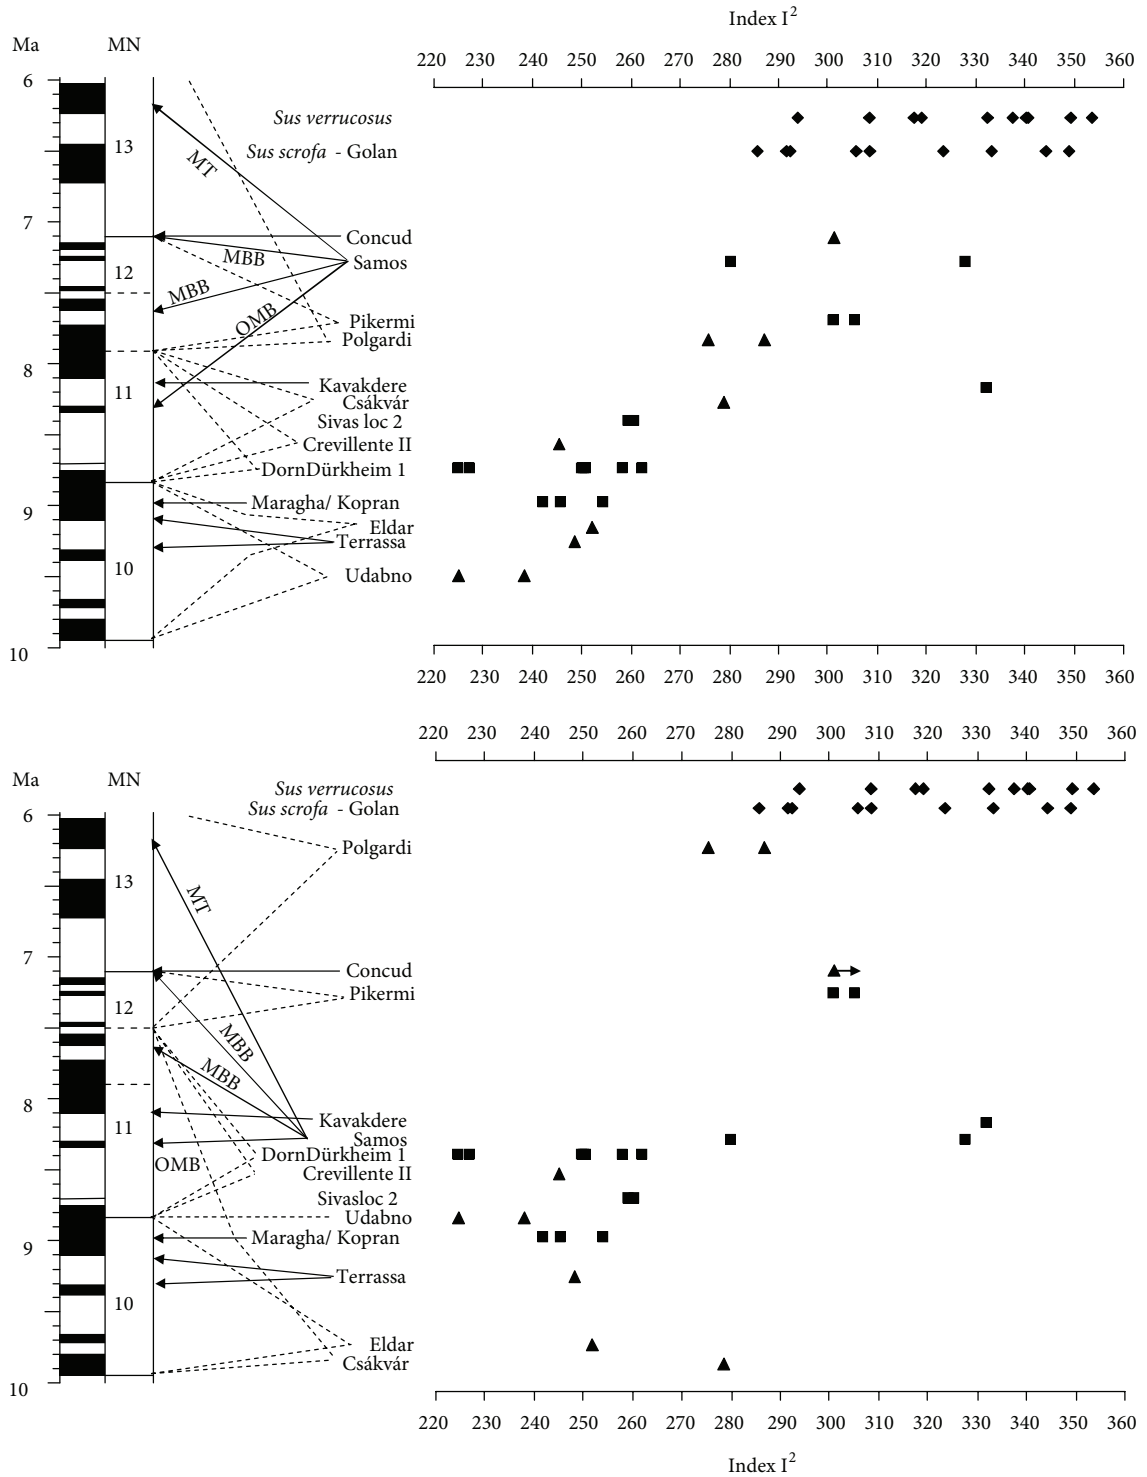 Index I2
Ma MN
220 230 240 250 260 270 280 290 300 310 320 330 340 350 360
6
Sus verrucosus
13
Sus scrofa - Golan
MT
7
Concud
MBB
Samos
12
MBB
OMB
Pikermi
Polgardi
8
Kavakdere
11
Csákvár
Sivas loc 2
Crevillente II
DornDürkheim 1
Maragha/ Kopran
9
Eldar
Terrassa
10
Udabno
10
220 230 240 250 260 270 280 290 300 310 320 330 340 350 360
220 230 240 250 260 270 280 290 300 310 320 330 340 350 360
Ma MN
Sus verrucosus
Sus scrofa - Golan
6
Polgardi
13
MT
7
Concud
Pikermi
12
MBB
MBB
8
Kavakdere
11
Samos
DornDürkheim 1
OMB
Crevillente II
Sivasloc 2
Udabno
9
Maragha/ Kopran
Terrassa
10
Eldar
Csákvár
10
220 230 240 250 260 270 280 290 300 310 320 330 340 350 360
Index I2